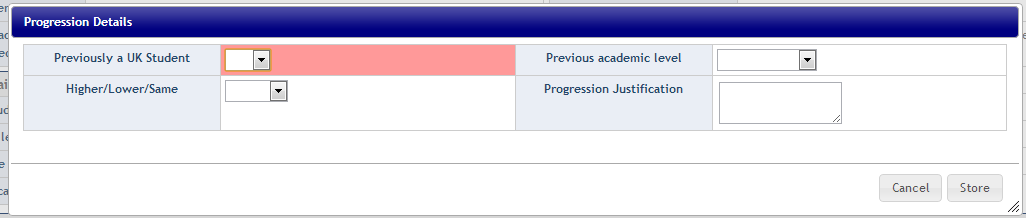 Progression Details
Previously a UK Student
Previous academic level
Higher/Lower/Same
Progression Justification
Cancel
Store